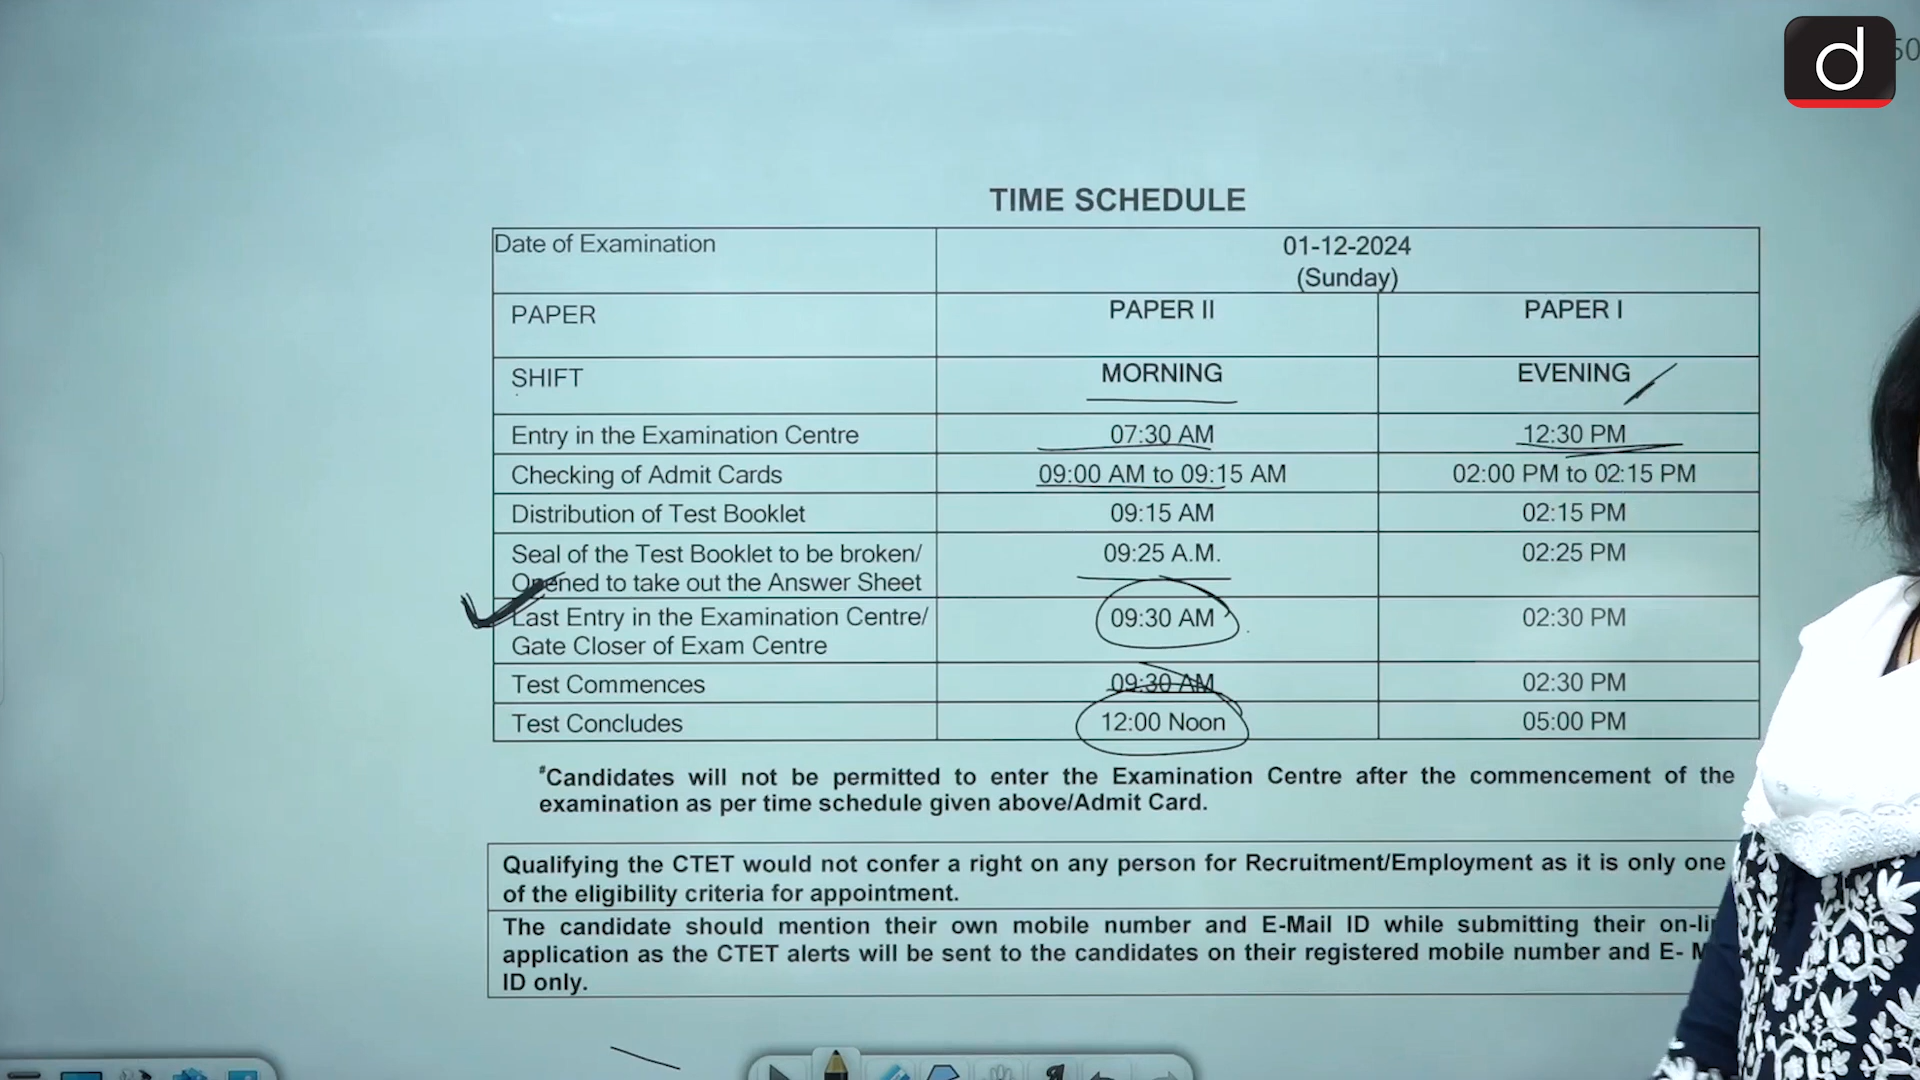 d
50
TIME SCHEDULE
Date of Examination
01-12-2024
(Sunday)
PAPER
PAPER II
PAPER I
SHIFT
MORNING
EVENING
Entry in the Examination Centre
07:30 AM
12:30 PM
Checking of Admit Cards
09:00 AM to 09:15 AM
02:00 PM to 02:15 PM
Distribution of Test Booklet
09:15 AM
02:15 PM
Seal of the Test Booklet to be broken/
Opened to take out the Answer Sheet
09:25 A.M.
02:25 PM
Last Entry in the Examination Centre/
Gate Closer of Exam Centre
09:30 AM
02:30 PM
Test Commences
09:30 AM
02:30 PM
Test Concludes
12:00 Noon
05:00 PM
#Candidates will not be permitted to enter the Examination Centre after the commencement of the
examination as per time schedule given above/Admit Card.
Qualifying the CTET would not confer a right on any person for Recruitment/Employment as it is only one
of the eligibility criteria for appointment.
The candidate should mention their own mobile number and E-Mail ID while submitting their
application as the CTET alerts will be sent to the candidates on their registered mobile number and E-
ID only.